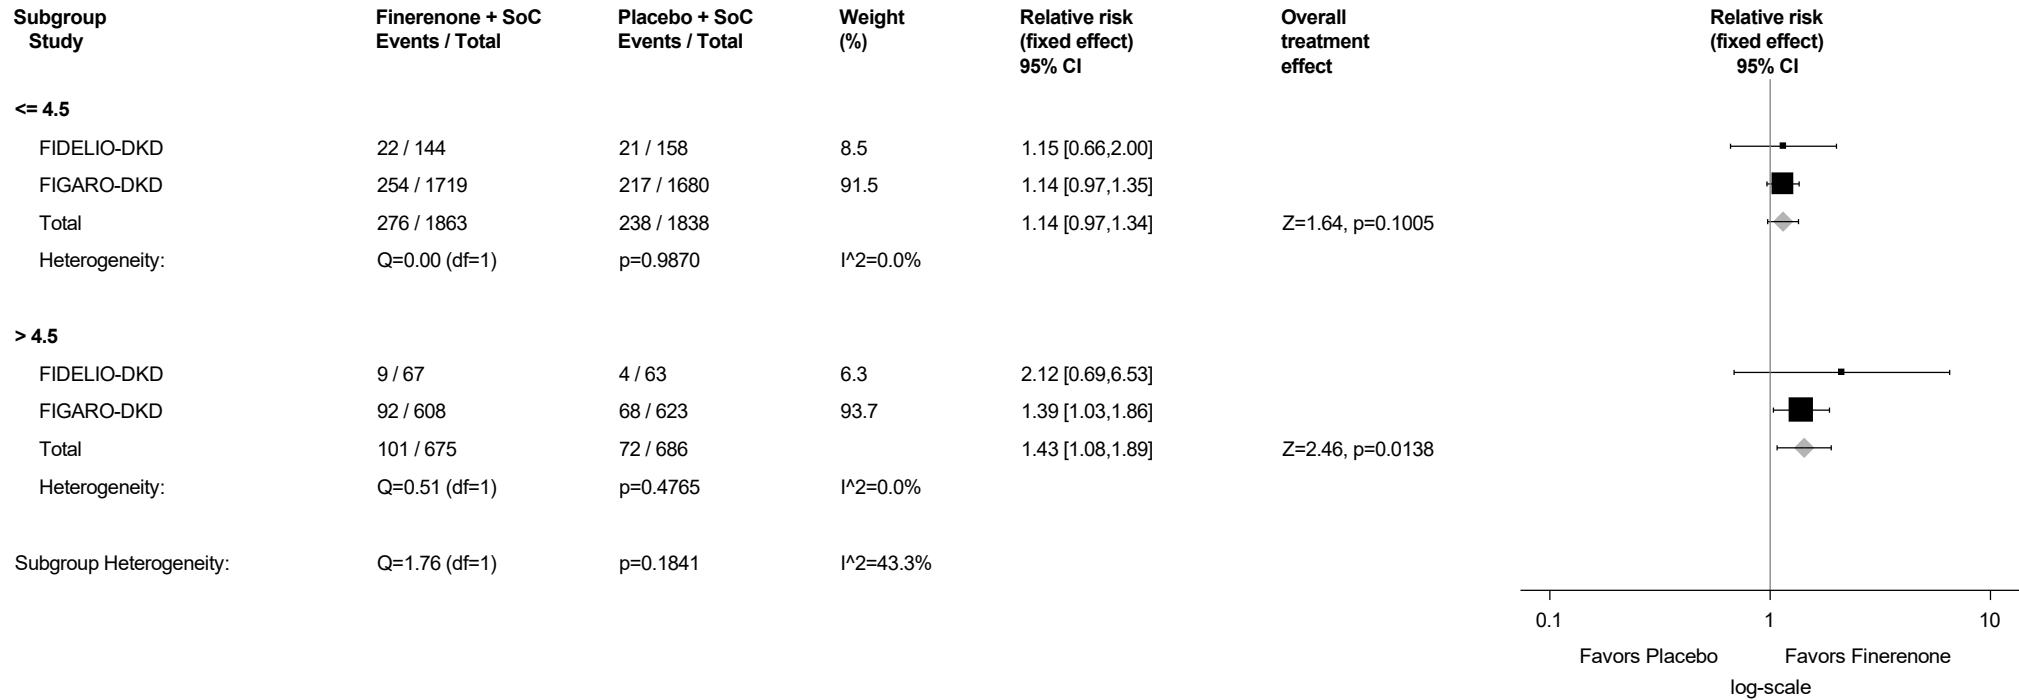 Subgroup Finerenone + SoC Placebo + SoC Weight Relative risk Overall Relative risk
Study Events / Total Events / Total (%) (fixed effect) treatment (fixed effect)
95% CI effect 95% CI
<= 4.5
FIDELIO-DKD 22 / 144 21 / 158 8.5 1.15 [0.66,2.00]
FIGARO-DKD 254 / 1719 217 / 1680 91.5 1.14 [0.97,1.35]
Total 276 / 1863 238 / 1838 1.14 [0.97,1.34] Z=1.64, p=0.1005
Heterogeneity: Q=0.00 (df=1) p=0.9870 I^2=0.0%
> 4.5
FIDELIO-DKD 9 / 67 4 / 63 6.3 2.12 [0.69,6.53]
FIGARO-DKD 92 / 608 68 / 623 93.7 1.39 [1.03,1.86]
Total 101 / 675 72 / 686 1.43 [1.08,1.89] Z=2.46, p=0.0138
Heterogeneity: Q=0.51 (df=1) p=0.4765 I^2=0.0%
Subgroup Heterogeneity: Q=1.76 (df=1) p=0.1841 I^2=43.3%
0.1 1 10
Favors Placebo Favors Finerenone
log-scale